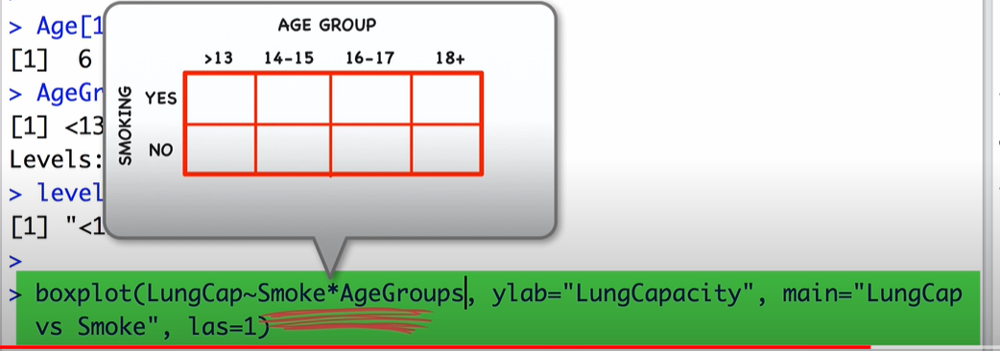 > Age[1
[1] 6
> AgeGr
[1] <13
Levels:
> level
[1] "<1
>
AGE GROUP
>13 14-15 16-17 18+
SMOKING
YES
NO
> boxplot(LungCap~Smoke*AgeGroups, ylab="LungCapacity", main="LungCap
vs Smoke", las=1)